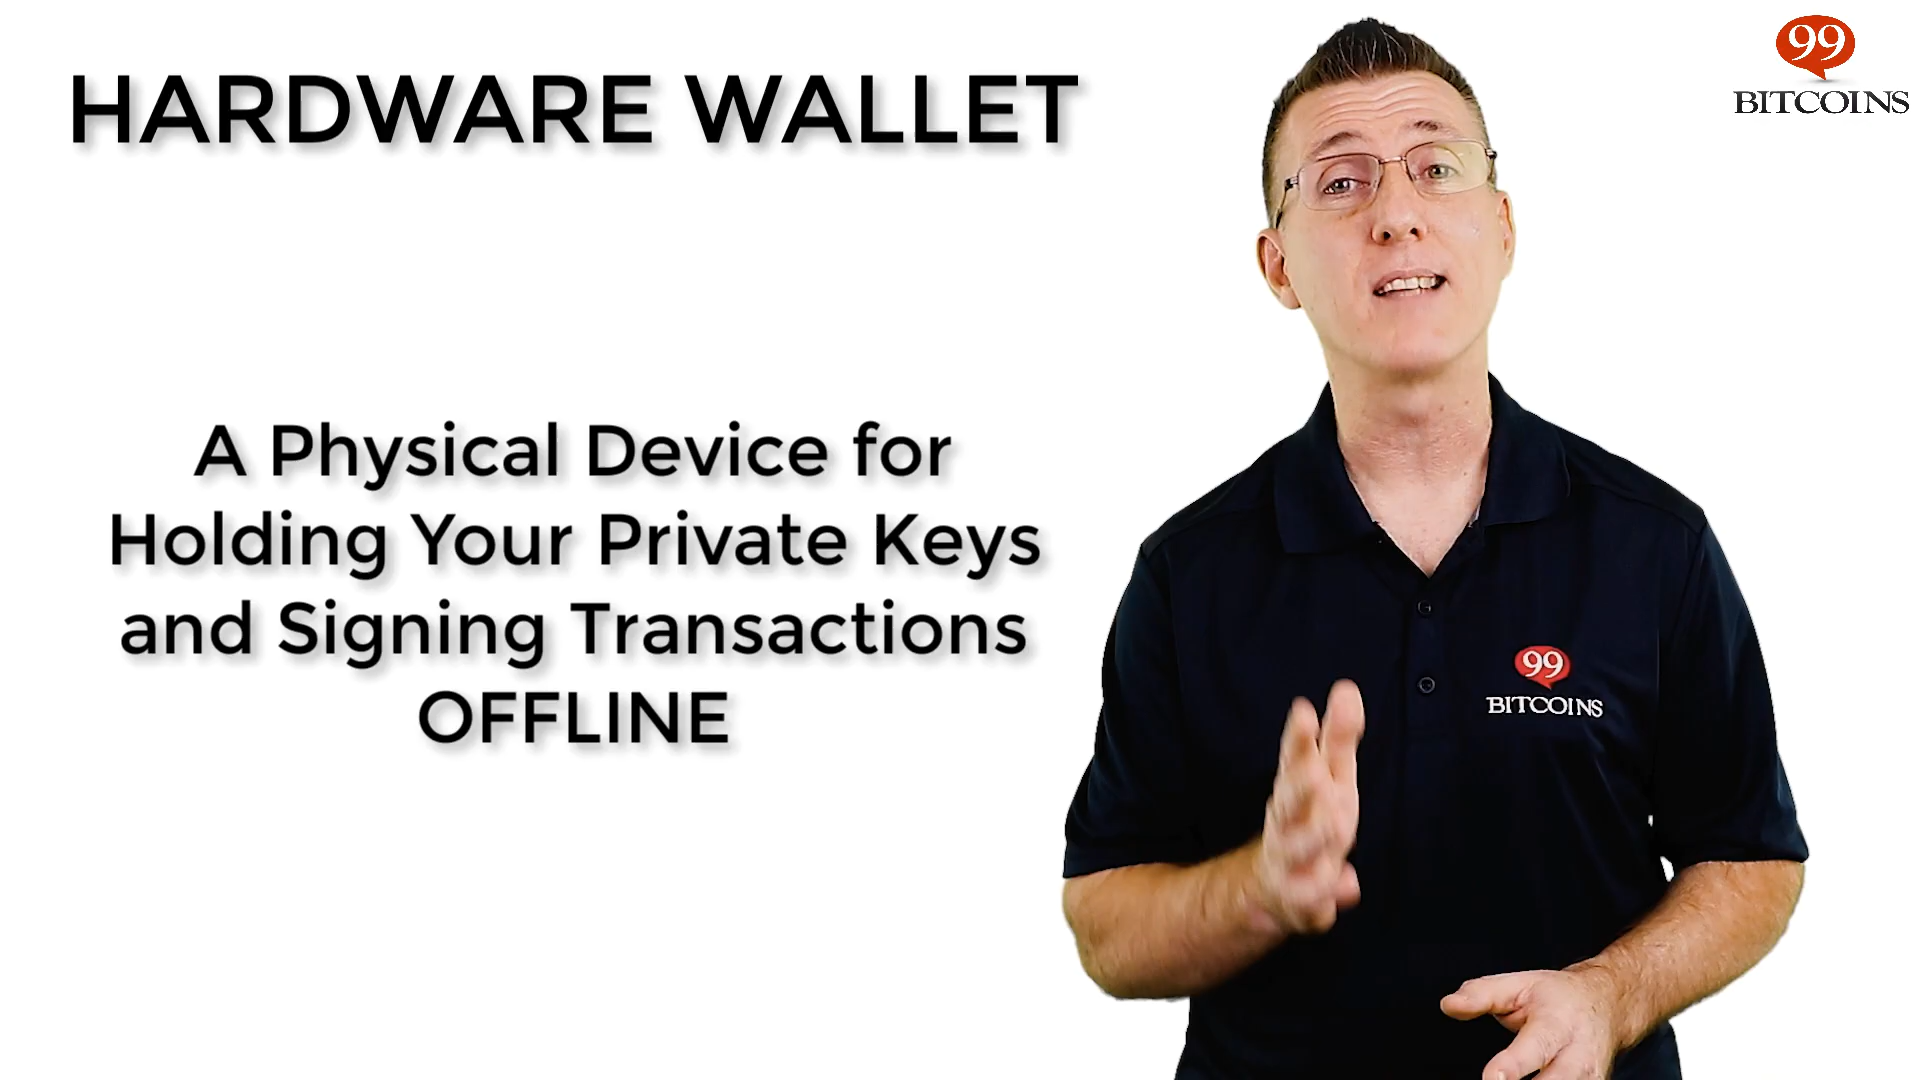 HARDWARE WALLET
A Physical Device for
Holding Your Private Keys
and Signing Transactions
OFFLINE
99
BITCOINS
99
BITCOINS